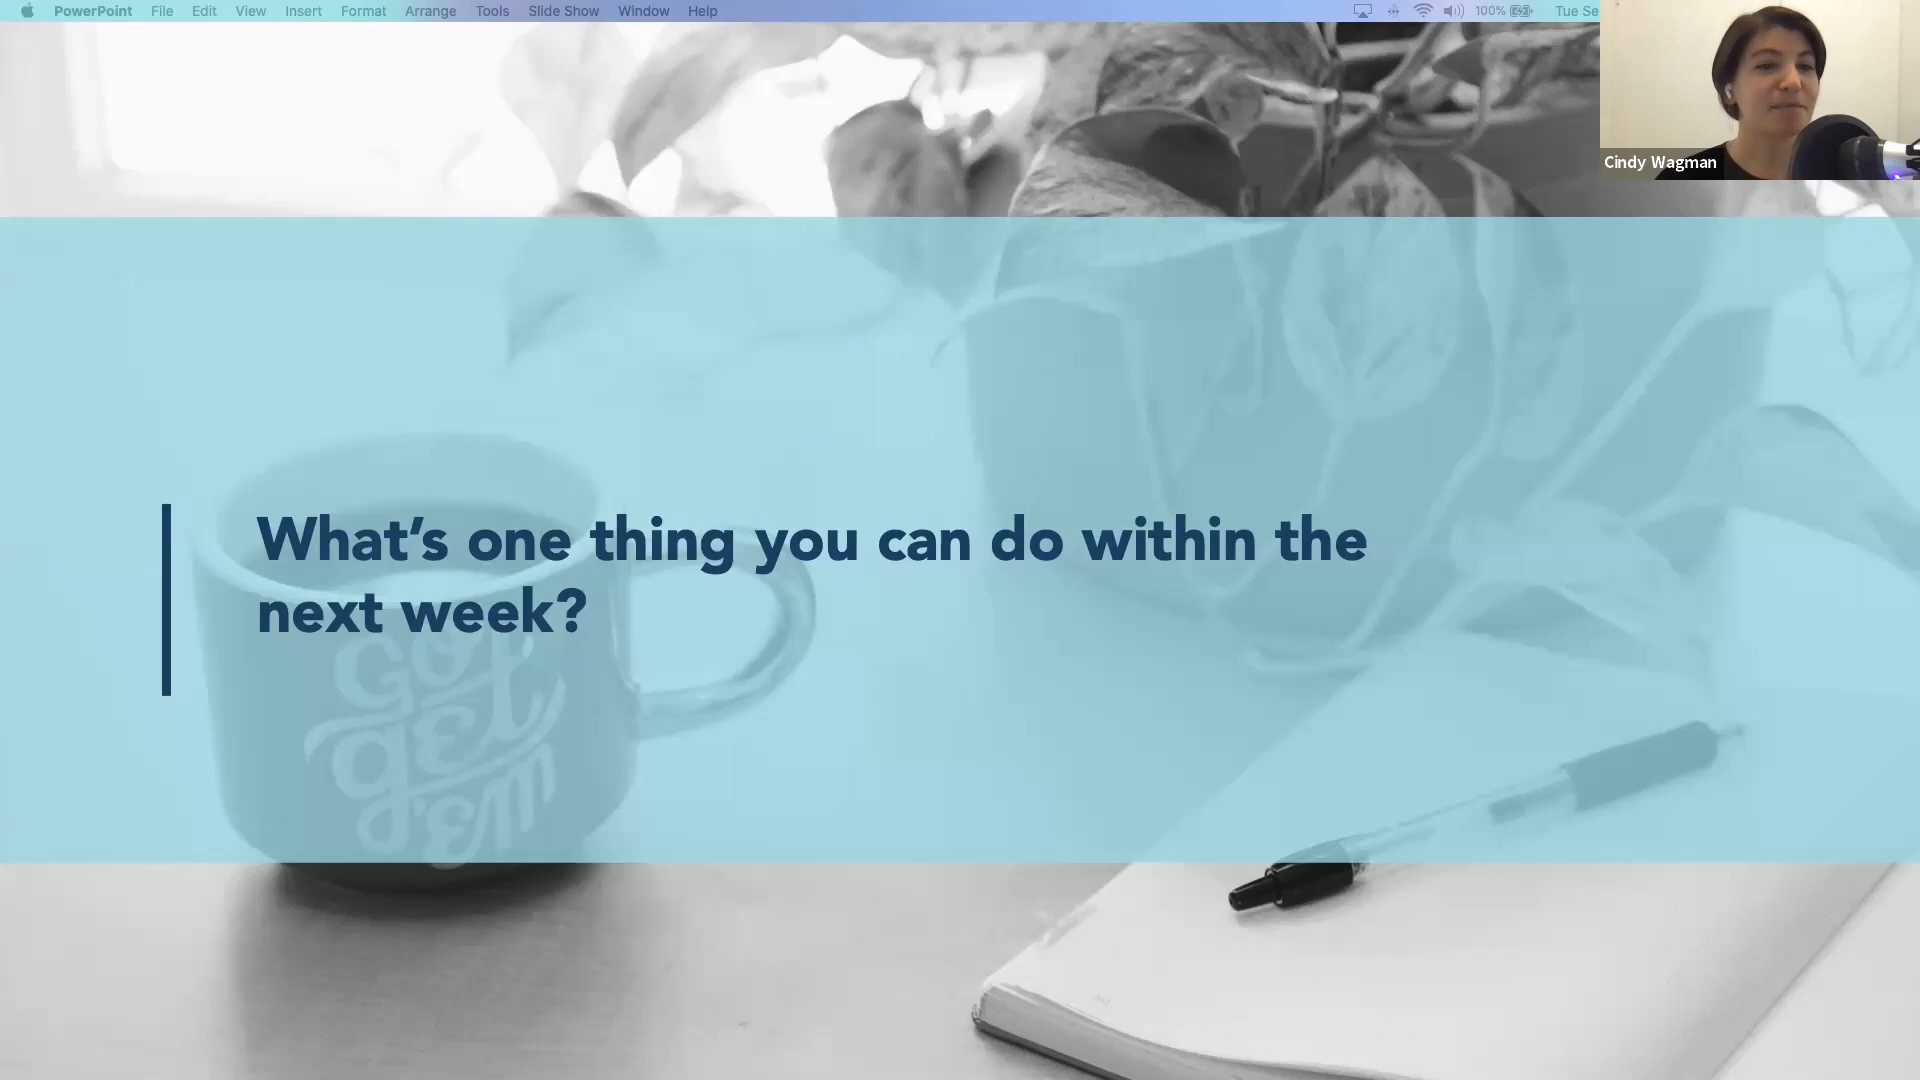 PowerPoint File Edit View Insert Format Arrange Tools Slide Show Window Help 100% Tue Se
Cindy Wagman
What’s one thing you can do within the
next week?
Go
get
'em